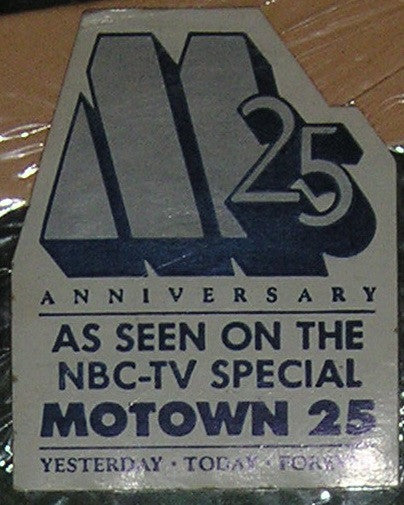 M 25
ANNIVERSARY
AS SEEN ON THE
NBC-TV SPECIAL
MOTOWN 25
YESTERDAY · TODAY ·